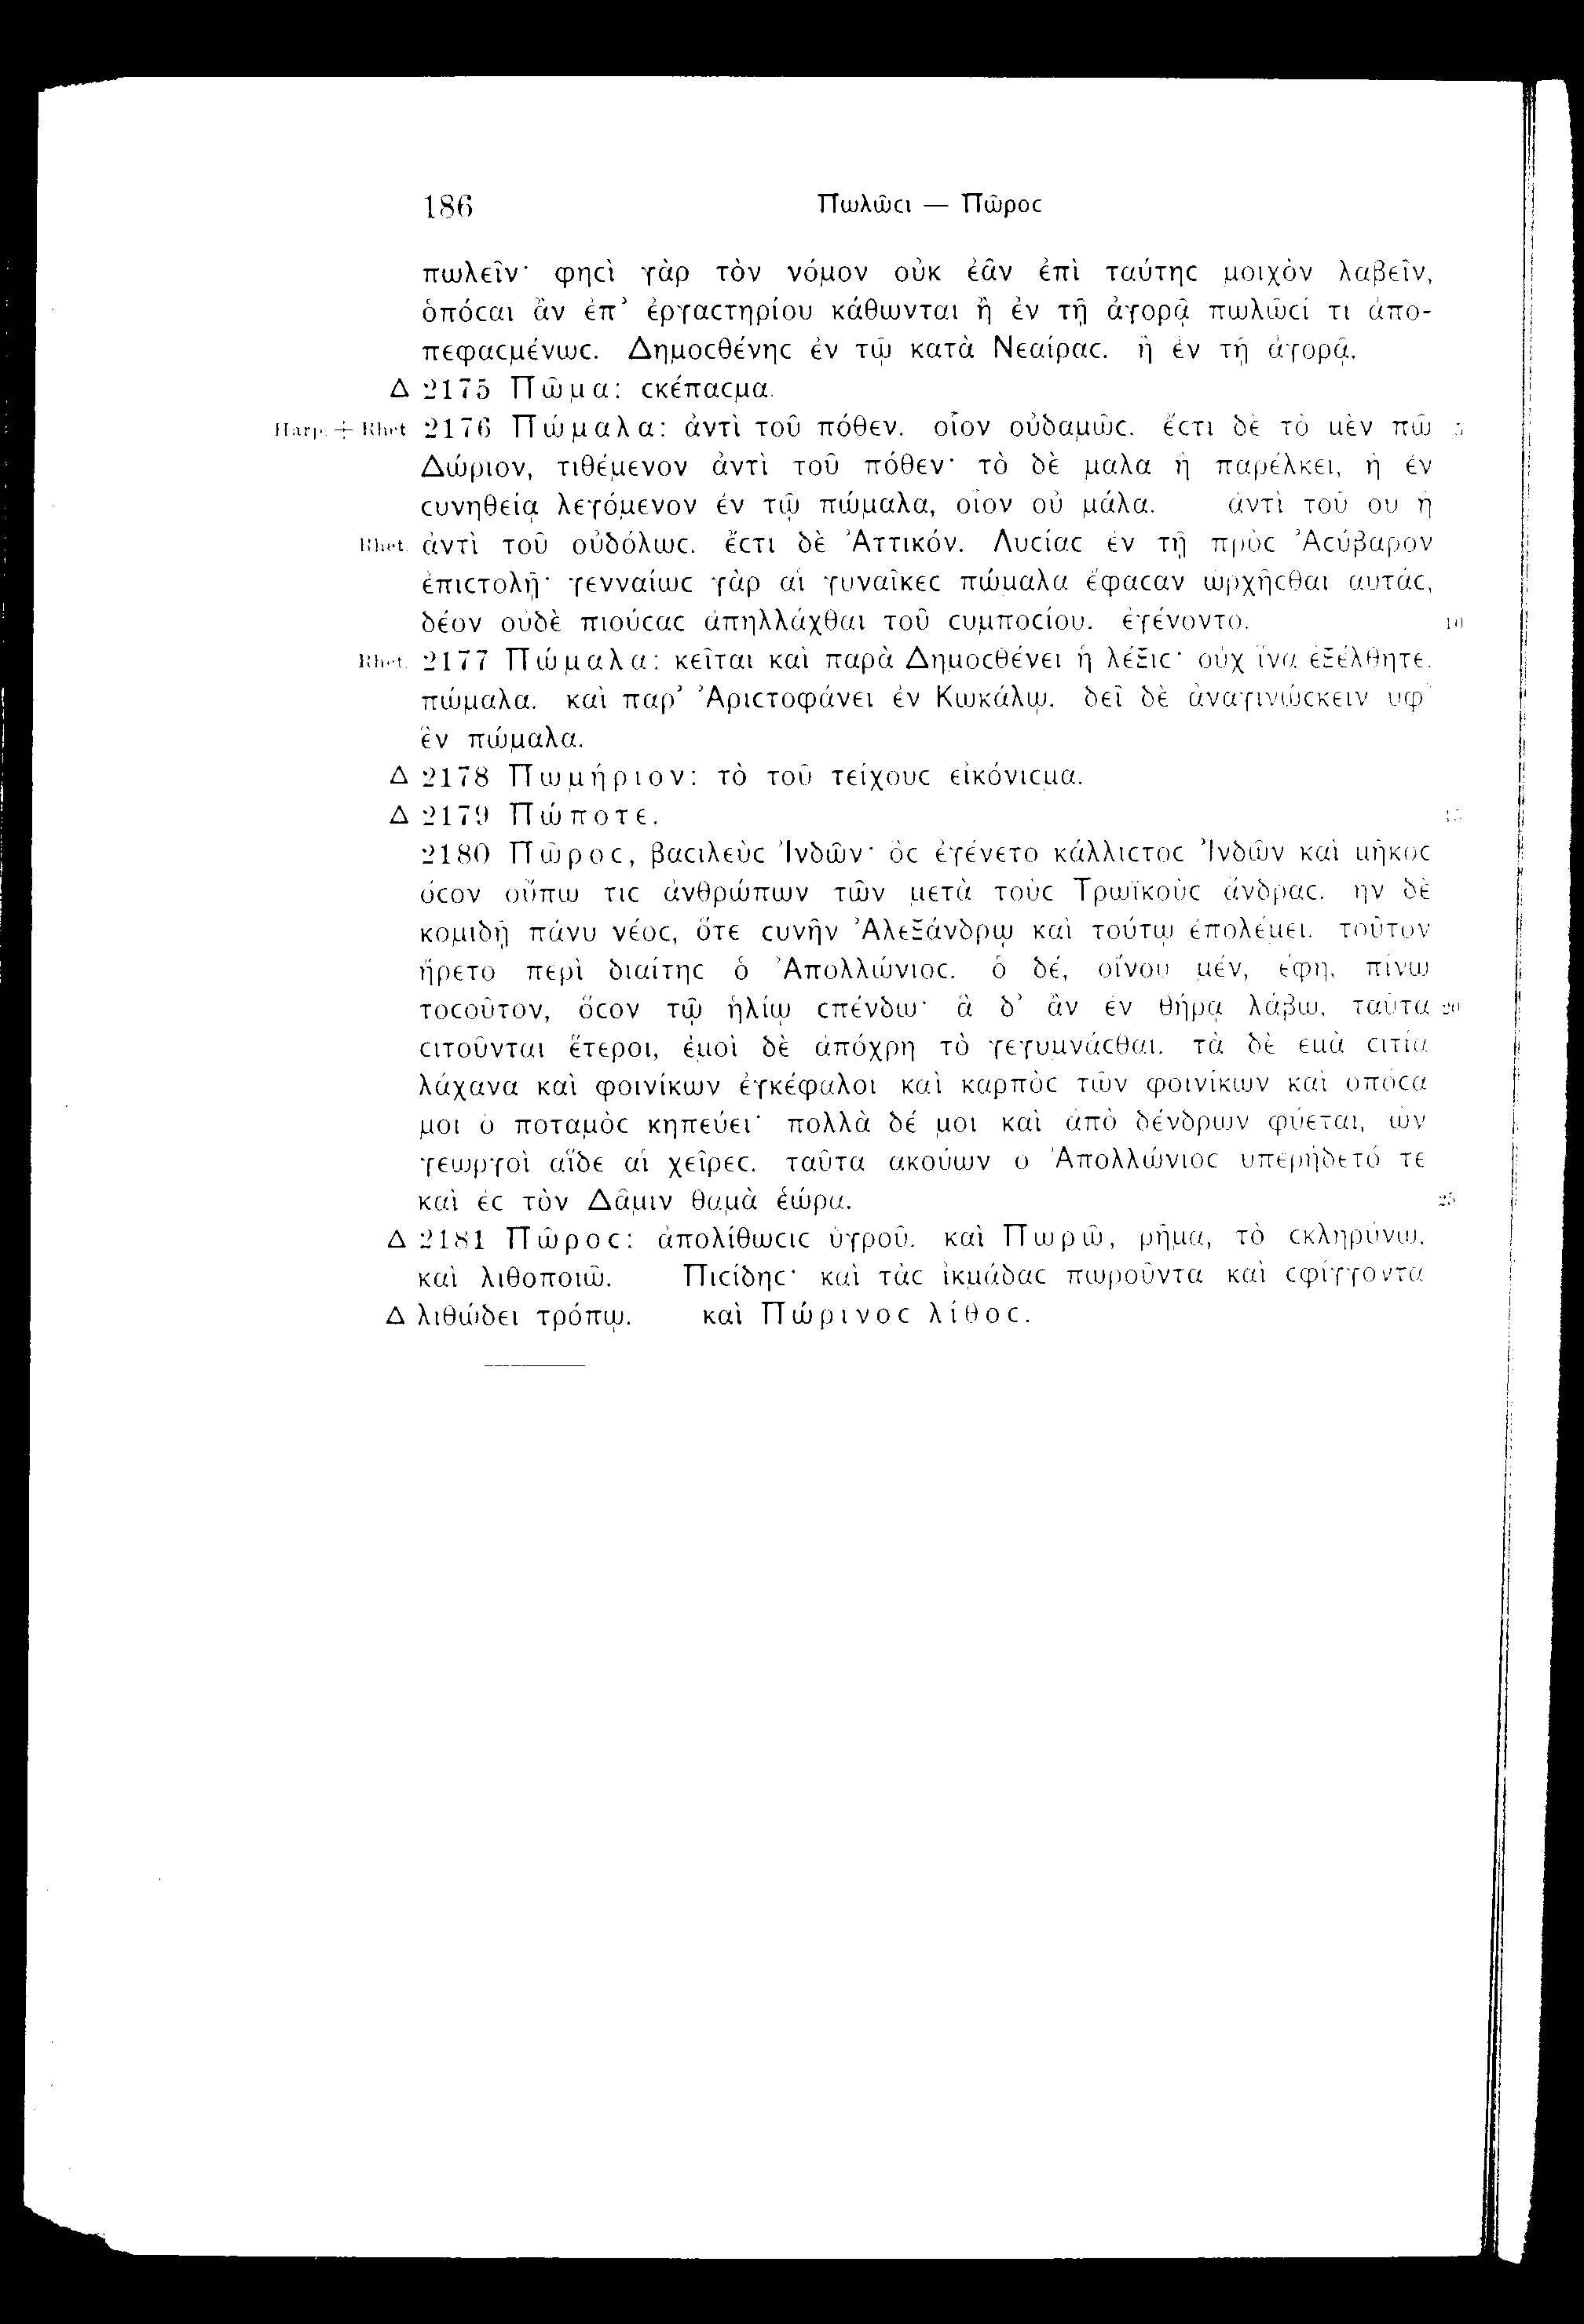 186 Πωλῶϲι — Πῶροϲ
πωλεῖν· φηϲὶ γὰρ τὸν νόμον οὐκ ἐᾶν ἐπὶ ταύτηϲ μοιχὸν λαβεῖν,
ὁπόϲαι ἂν ἐπ᾽ ἐργαϲτηρίου κάθωνται ἢ ἐν τῇ ἀγορᾷ πωλῶϲί τι ἀπο-
πεφαϲμένωϲ. Δημοϲθένηϲ ἐν τῷ κατὰ Νεαίραϲ. ἢ ἐν τῇ ἀγορᾷ.
Δ 2175 Πῶμα: ϲκέπαϲμα.
Harp. + Rhet. 2176 Πώμαλα: ἀντὶ τοῦ πόθεν. οἷον οὐδαμῶϲ. ἔϲτι δὲ τὸ μὲν πῶ 5
Δώριον, τιθέμενον ἀντὶ τοῦ πόθεν· τὸ δὲ μαλα ἢ παρέλκει, ἢ ἐν
ϲυνηθείᾳ λεγόμενον ἐν τῷ πώμαλα, οἷον οὐ μάλα. ἀντὶ τοῦ ου ἢ
Rhet. ἀντὶ τοῦ οὐδόλωϲ. ἔϲτι δὲ Ἀττικόν. Λυϲίαϲ ἐν τῇ πρὸϲ Ἀϲύβαρον
ἐπιϲτολῇ· γενναίωϲ γὰρ αἱ γυναῖκεϲ πώμαλα ἔφαϲαν ὠρχῆϲθαι αυτάϲ,
δέον οὐδὲ πιούϲαϲ ἀπηλλάχθαι τοῦ ϲυμποϲίου. ἐγένοντο. 10
Rhet. 2177 Πώμαλα: κεῖται καὶ παρὰ Δημοϲθένει ἡ λέξιϲ· οὐχ ἵνα ἐξέλθητε.
πώμαλα. καὶ παρ᾽ Ἀριϲτοφάνει ἐν Κωκάλῳ. δεῖ δὲ ἀναγινώϲκειν ὑφ᾽
ἓν πώμαλα.
Δ 2178 Πωμήριον: τὸ τοῦ τείχουϲ εἰκόνιϲμα.
Δ 2179 Πώποτε. 15
2180 Πῶροϲ, βαϲιλεὺϲ Ἰνδῶν· ὃϲ ἐγένετο κάλλιϲτοϲ Ἰνδῶν καὶ μῆκοϲ
ὅϲον οὔπω τιϲ ἀνθρώπων τῶν μετὰ τοὺϲ Τρωϊκοὺϲ ἄνδραϲ. ἦν δὲ
κομιδῇ πάνυ νέοϲ, ὅτε ϲυνῆν Ἀλεξάνδρῳ καὶ τούτῳ ἐπολέμει. τοῦτον
ἤρετο περὶ διαίτηϲ ὁ Ἀπολλώνιοϲ. ὁ δέ, οἴνου μέν, ἔφη, πίνω
τοϲοῦτον, ὅϲον τῷ ἡλίῳ ϲπένδω· ἃ δ᾽ ἂν ἐν θήρᾳ λάβω, ταῦτα 20
ϲιτοῦνται ἕτεροι, ἐμοὶ δὲ ἀπόχρη τὸ γεγυμνάϲθαι. τὰ δὲ ἐμὰ ϲιτία
λάχανα καὶ φοινίκων ἐγκέφαλοι καὶ καρπὸϲ τῶν φοινίκων καὶ ὁπόϲα
μοι ὁ ποταμὸϲ κηπεύει· πολλὰ δέ μοι καὶ ἀπὸ δένδρων φύεται, ὧν
γεωργοὶ αἵδε αἱ χεῖρεϲ. ταῦτα ἀκούων ὁ Ἀπολλώνιοϲ ὑπερήδετό τε
καὶ ἐϲ τὸν Δᾶμιν θαμὰ ἑώρα. 25
Δ 2181 Πῶροϲ: ἀπολίθωϲιϲ ὑγροῦ. καὶ Πωρῶ, ῥῆμα, τὸ ϲκληρύνω.
καὶ λιθοποιῶ. Πιϲίδηϲ· καὶ τὰϲ ἰκμάδαϲ πωροῦντα καὶ ϲφίγγοντα
Δ λιθώδει τρόπῳ. καὶ Πώρινοϲ λίθοϲ.